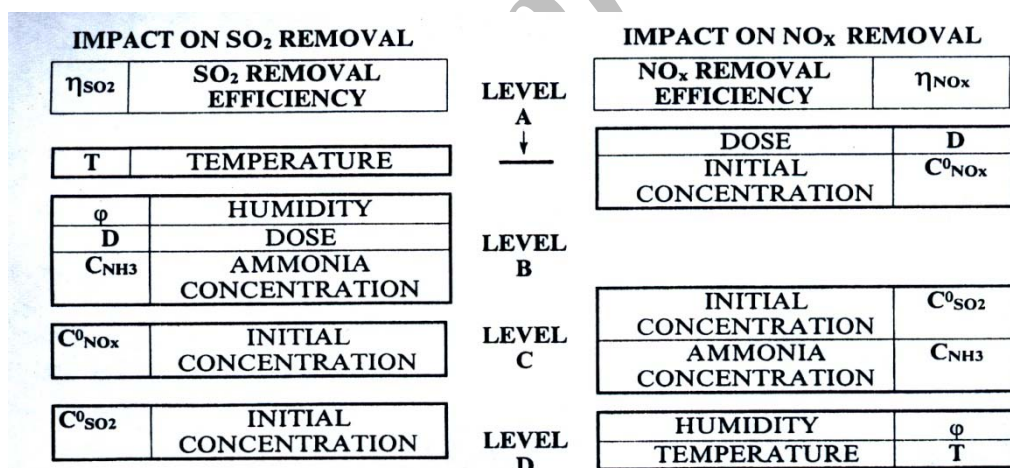 IMPACT ON SO₂ REMOVAL
ηSO2 SO₂ REMOVAL
EFFICIENCY
T TEMPERATURE
φ HUMIDITY
D DOSE
CNH3 AMMONIA
CONCENTRATION
C⁰NOx INITIAL
CONCENTRATION
C⁰SO2 INITIAL
CONCENTRATION
LEVEL
A
↓
LEVEL
B
LEVEL
C
LEVEL
D
IMPACT ON NOX REMOVAL
NOx REMOVAL
EFFICIENCY ηNOx
DOSE D
INITIAL
CONCENTRATION C⁰NOx
INITIAL
CONCENTRATION C⁰SO2
AMMONIA
CONCENTRATION CNH3
HUMIDITY φ
TEMPERATURE T